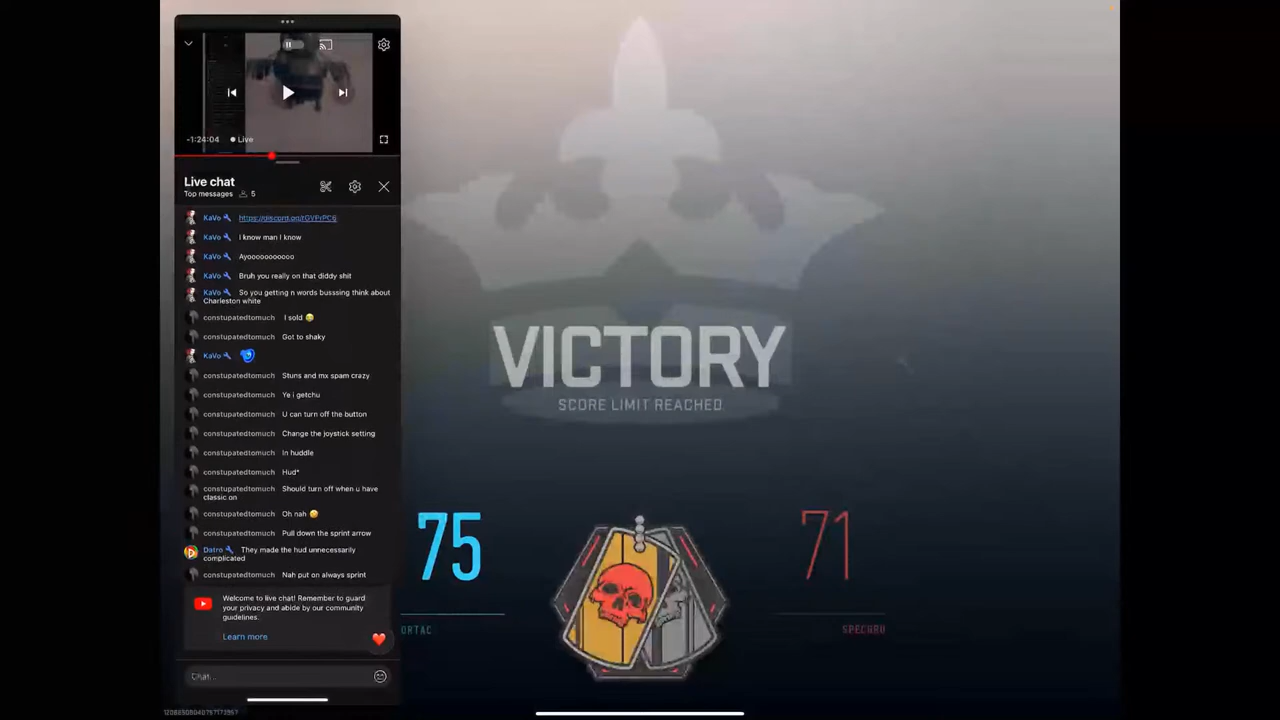 -1:24:04
Live
Live chat
Top messages 5
KaVo https://discord.gg/rGVPrPC6
KaVo I know man I know
KaVo Ayooooooooooo
KaVo Bruh you really on that diddy shit
KaVo So you getting n words busssing think about
Charleston white
constupatedtomuch I sold 😂
constupatedtomuch Got to shaky
KaVo
constupatedtomuch Stuns and mx spam crazy
constupatedtomuch Ye i getchu
constupatedtomuch U can turn off the button
constupatedtomuch Change the joystick setting
constupatedtomuch In huddle
constupatedtomuch Hud*
constupatedtomuch Should turn off when u have
classic on
constupatedtomuch Oh nah 🤣
constupatedtomuch Pull down the sprint arrow
Datro They made the hud unnecessarily
complicated
constupatedtomuch Nah put on always sprint
Welcome to live chat! Remember to guard
your privacy and abide by our community
guidelines.
Learn more
Chat...
VICTORY
SCORE LIMIT REACHED
75
71
ORTAC
SPECGRU